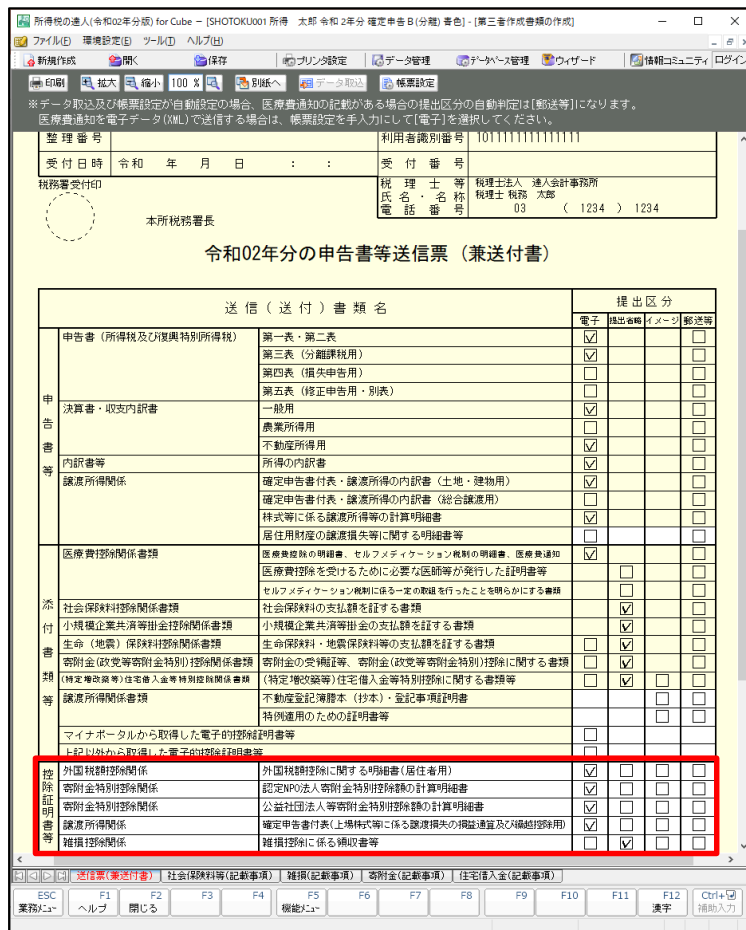 所得税の達人(令和02年分版) for Cube － [SHOTOKU001 所得　太郎 令和 2年分 確定申告Ｂ(分離) 青色] - [第三者作成書類の作成]
ファイル(F)　環境設定(E)　ツール(T)　ヘルプ(H)
新規作成　開く　保存　プリンタ設定　データ管理　データベース管理　ウィザード　情報コミュニティ　ログイン
印刷　拡大　縮小　100 %　別紙へ　データ取込　帳票設定
※データ取込及び帳票設定が自動設定の場合、医療費通知の記載がある場合の提出区分の自動判定は[郵送等]になります。
医療費通知を電子データ(XML)で送信する場合は、帳票設定を手入力にして[電子]を選択してください。
整理番号　利用者識別番号　1011111111111111
受付日時　令和　年　月　日　：　：　受付番号
税務署受付印　税理士等氏名・名称電話番号　税理士法人　達人会計事務所
税理士 税務　太郎
03　( 1234 ) 1234
本所税務署長
令和02年分の申告書等送信票（兼送付書）
送信（送付）書類名　提出区分
電子　提出省略　イメージ　郵送等
申告書等
申告書（所得税及び復興特別所得税）　第一表・第二表
第三表（分離課税用）
第四表（損失申告用）
第五表（修正申告用・別表）
決算書・収支内訳書　一般用
農業所得用
不動産所得用
内訳書等　所得の内訳書
譲渡所得関係　確定申告書付表・譲渡所得の内訳書（土地・建物用）
確定申告書付表・譲渡所得の内訳書（総合譲渡用）
株式等に係る譲渡所得等の計算明細書
居住用財産の譲渡損失等に関する明細書等
添付書類等
医療費控除関係書類　医療費控除の明細書、セルフメディケーション税制の明細書、医療費通知
医療費控除を受けるために必要な医師等が発行した証明書等
セルフメディケーション税制に係る一定の取組を行ったことを明らかにする書類
社会保険料控除関係書類　社会保険料の支払額を証する書類
小規模企業共済等掛金控除関係書類　小規模企業共済等掛金の支払額を証する書類
生命（地震）保険料控除関係書類　生命保険料・地震保険料等の支払額を証する書類
寄附金(政党等寄附金特別)控除関係書類　寄附金の受領証等、寄附金(政党等寄附金特別)控除に関する書類
(特定増改築等)住宅借入金等特別控除関係書類　(特定増改築等)住宅借入金等特別控除に関する書類等
譲渡所得関係書類　不動産登記簿謄本（抄本）・登記事項証明書
特例適用のための証明書等
マイナポータルから取得した電子的控除証明書等
上記以外から取得した電子的控除証明書等
控除証明書等
外国税額控除関係　外国税額控除に関する明細書(居住者用)
寄附金特別控除関係　認定NPO法人寄附金特別控除額の計算明細書
寄附金特別控除関係　公益社団法人等寄附金特別控除額の計算明細書
譲渡所得関係　確定申告書付表(上場株式等に係る譲渡損失の損益通算及び繰越控除用)
雑損控除関係　雑損控除に係る領収書等
送信票(兼送付書)　社会保険料等(記載事項)　雑損(記載事項)　寄附金(記載事項)　住宅借入金(記載事項)
ESC　F1　F2　F3　F4　F5　F6　F7　F8　F9　F10　F11　F12　Ctrl+
業務メニュー　ヘルプ　閉じる　機能メニュー　漢字　補助入力